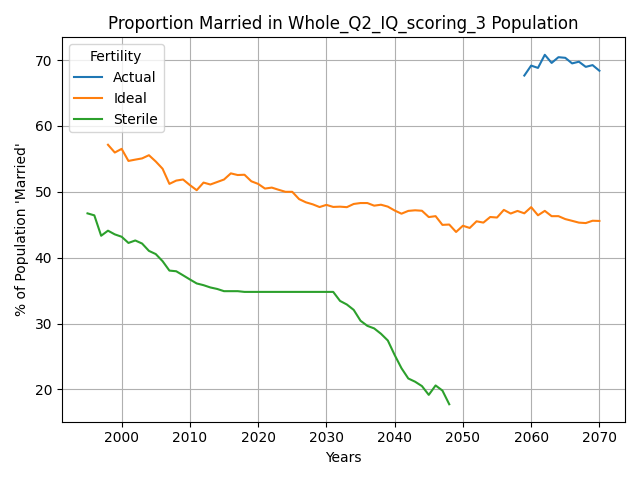 Proportion Married in Whole_Q2_IQ_scoring_3 Population
% of Population 'Married'
70
60
50
40
30
20
Fertility
Actual
Ideal
Sterile
2000 2010 2020 2030 2040 2050 2060 2070
Years